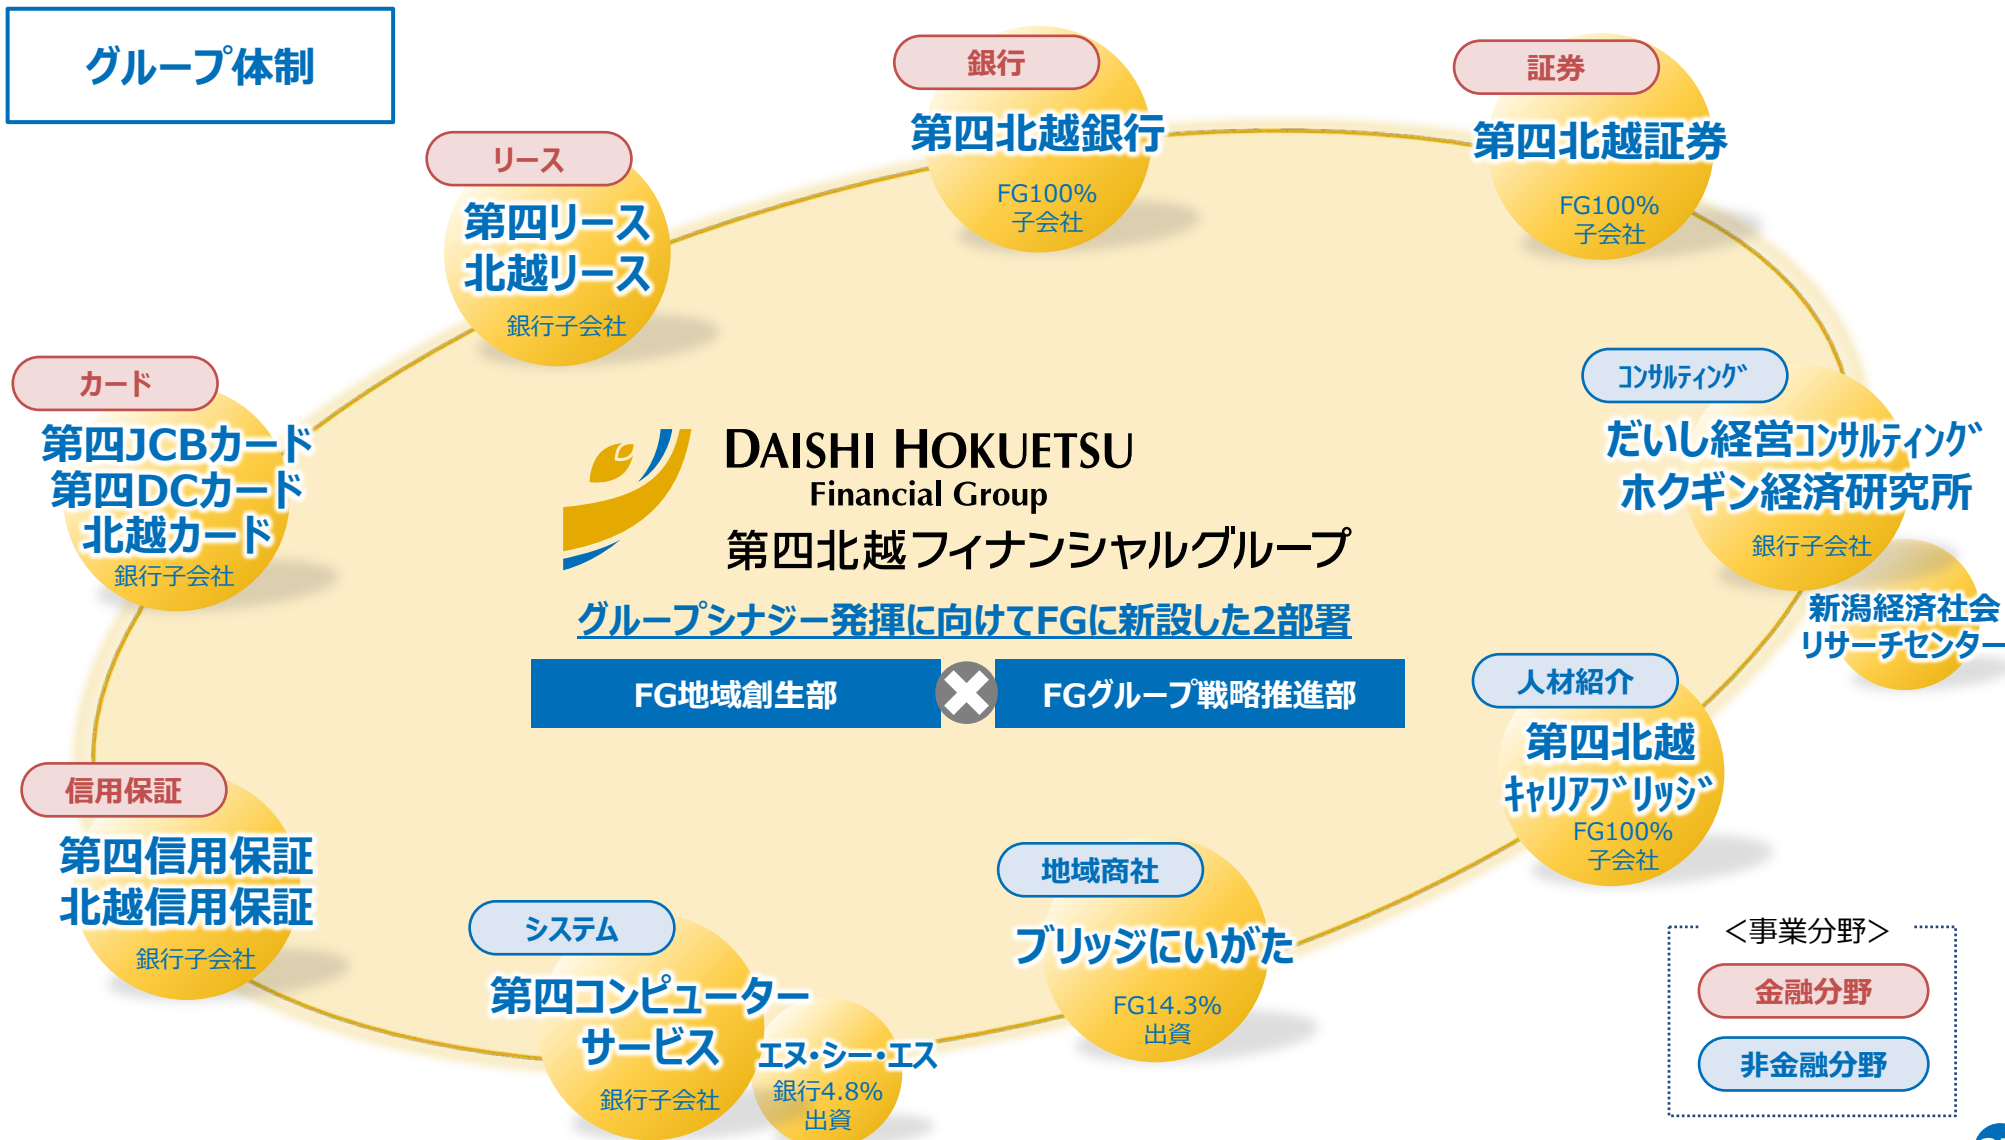 グループ体制
銀行
第四北越銀行
FG100%
子会社
証券
第四北越証券
FG100%
子会社
リース
第四リース
北越リース
銀行子会社
カード
第四JCBカード
第四DCカード
北越カード
銀行子会社
コンサルティング
だいし経営コンサルティング
ホクギン経済研究所
銀行子会社
新潟経済社会
リサーチセンター
DAISHI HOKUETSU
Financial Group
第四北越フィナンシャルグループ
グループシナジー発揮に向けてFGに新設した2部署
FG地域創生部
FGグループ戦略推進部
人材紹介
第四北越
キャリアブリッジ
FG100%
子会社
信用保証
第四信用保証
北越信用保証
銀行子会社
システム
第四コンピューター
サービス
銀行子会社
エヌ・シー・エス
銀行4.8%
出資
地域商社
ブリッジにいがた
FG14.3%
出資
＜事業分野＞
金融分野
非金融分野